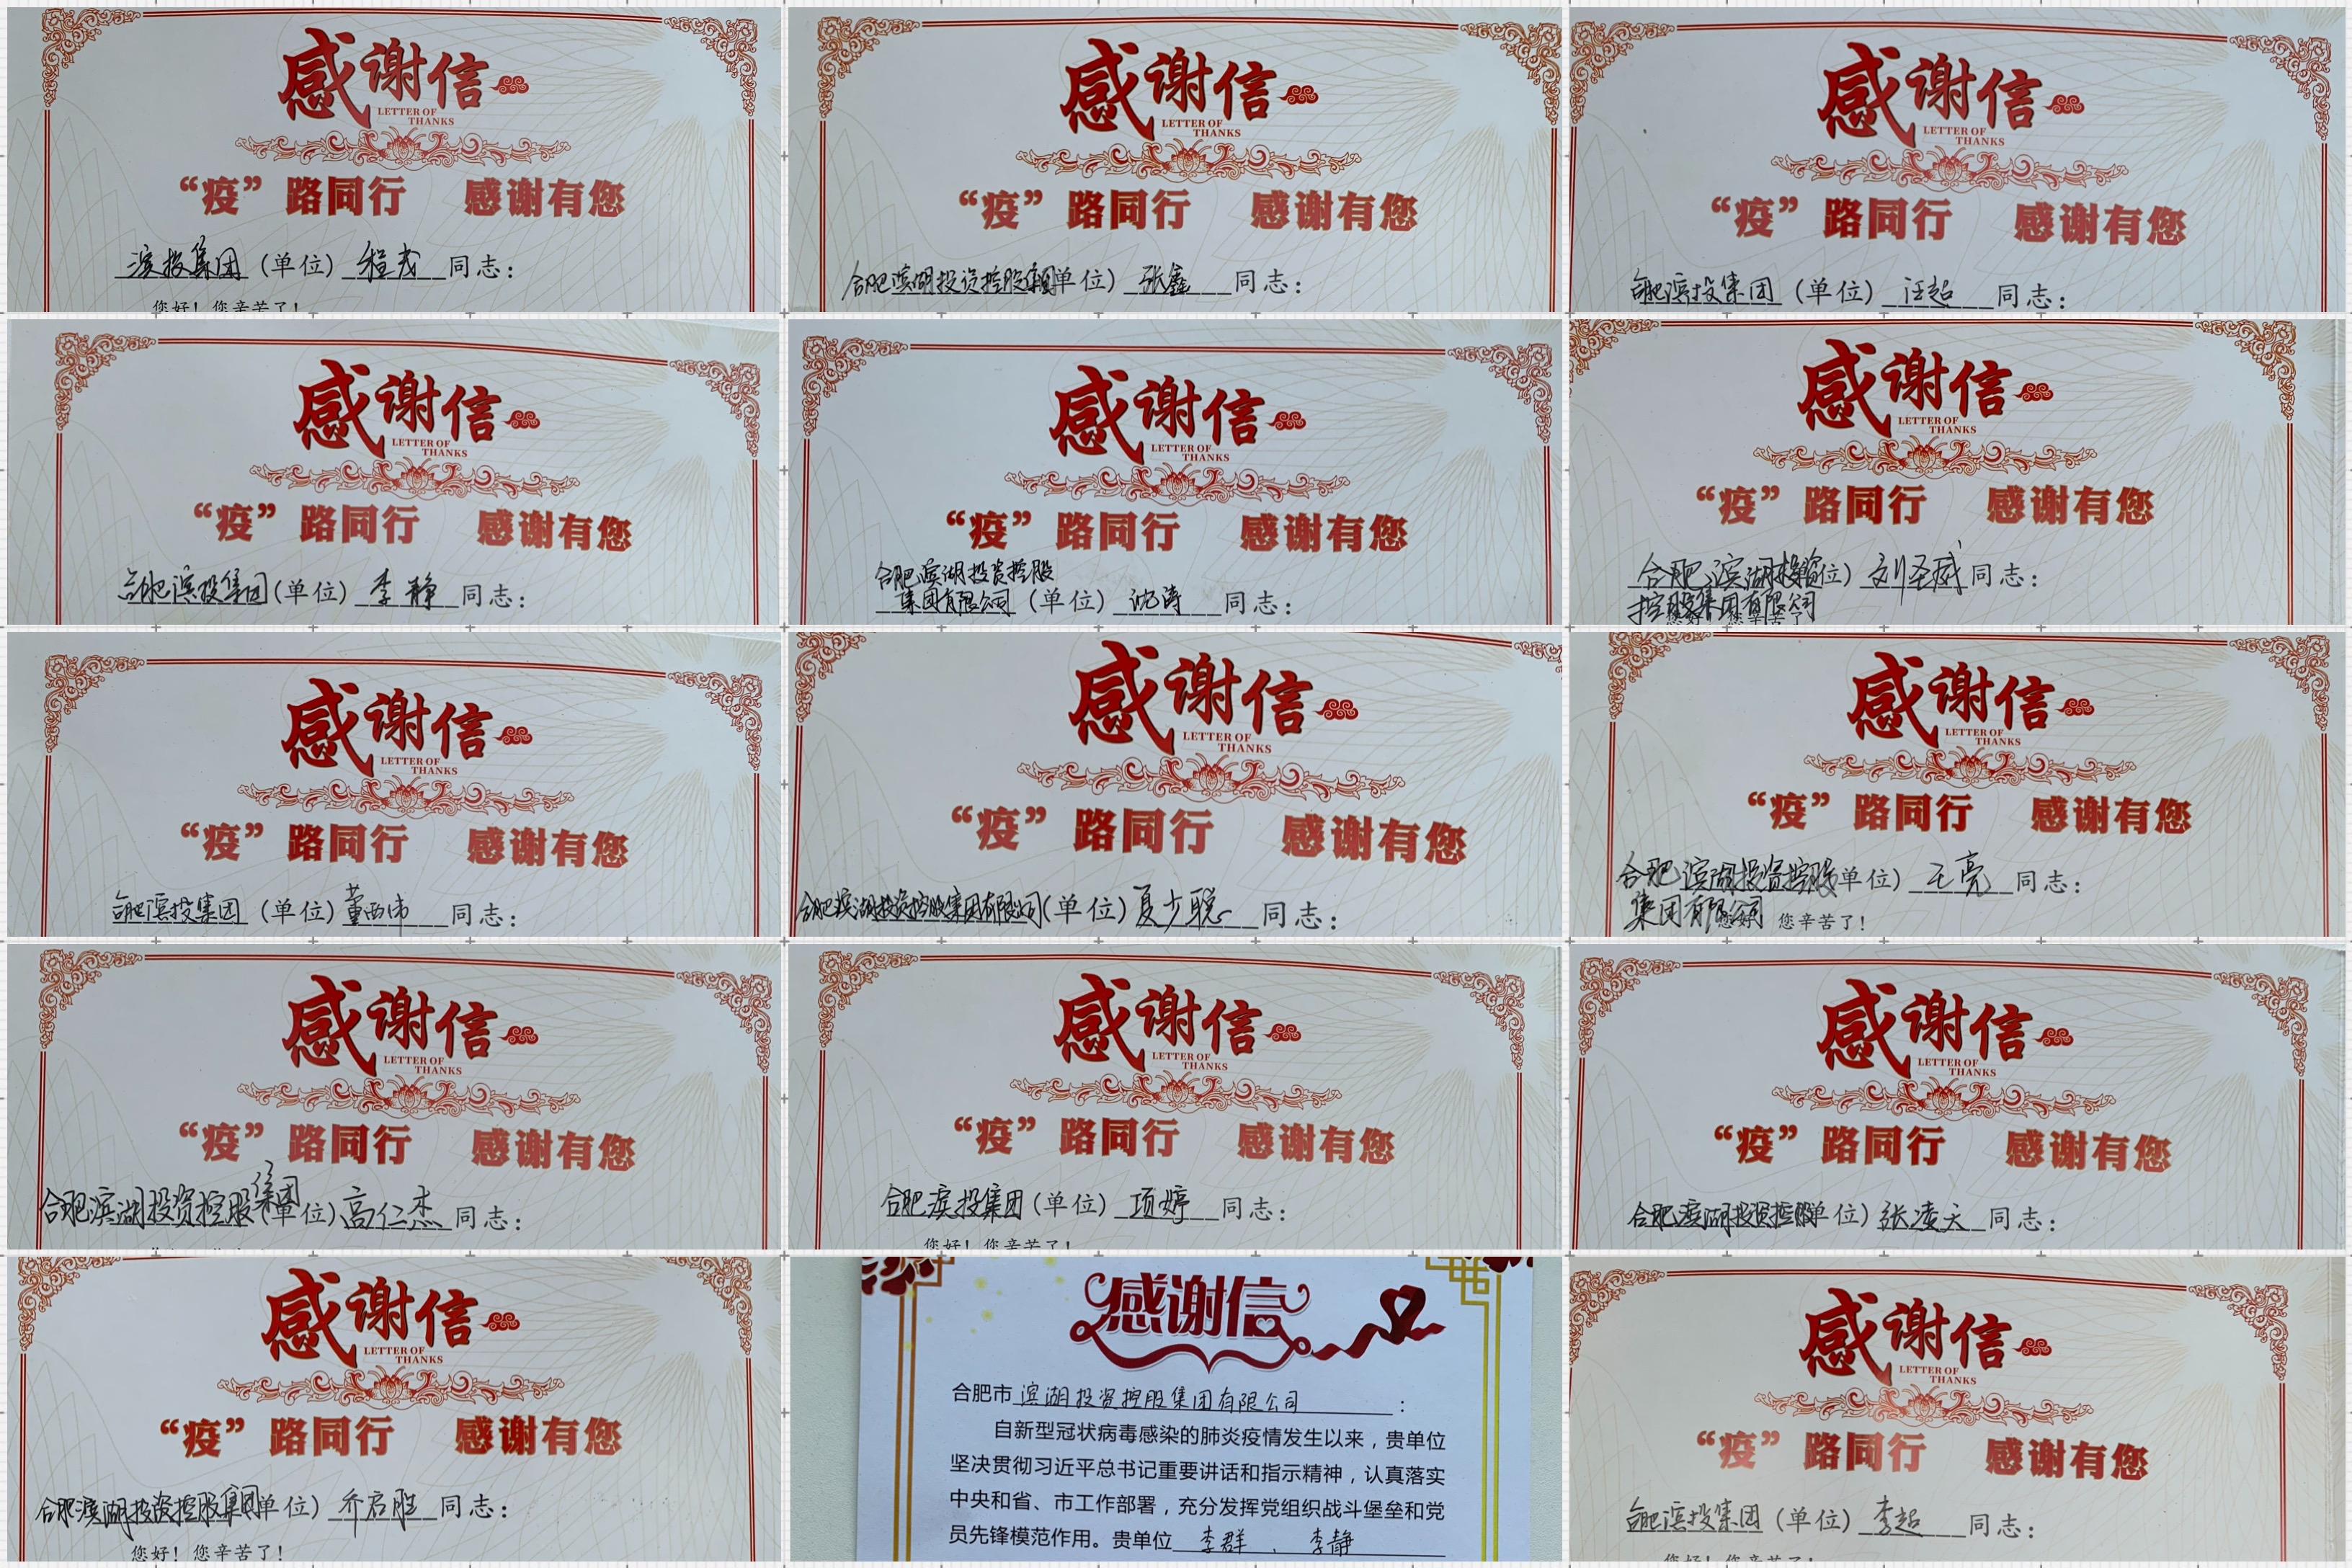 感谢信
LETTER OF
THANKS
“疫”路同行 感谢有您
滨投集团（单位）程戎同志：
您好！您辛苦了！
感谢信
LETTER OF
THANKS
“疫”路同行 感谢有您
合肥滨湖投资控股集团单位）张鑫同志：
感谢信
LETTER OF
THANKS
“疫”路同行 感谢有您
合肥滨投集团（单位）汪超同志：
感谢信
LETTER OF
THANKS
“疫”路同行 感谢有您
合肥滨投集团（单位）李静同志：
感谢信
LETTER OF
THANKS
“疫”路同行 感谢有您
合肥滨湖投资控股
集团有限公司（单位）沈涛同志：
感谢信
LETTER OF
THANKS
“疫”路同行 感谢有您
合肥滨湖投资位）刘圣威同志：
控股集团有限公司
感谢信
LETTER OF
THANKS
“疫”路同行 感谢有您
合肥滨投集团（单位）董西伟同志：
感谢信
LETTER OF
THANKS
“疫”路同行 感谢有您
合肥滨湖投资控股集团有限公司（单位）夏少聪同志：
感谢信
LETTER OF
THANKS
“疫”路同行 感谢有您
合肥滨湖投资控股单位）王亮同志：
集团有限公司 您辛苦了！
感谢信
LETTER OF
THANKS
“疫”路同行 感谢有您
合肥滨湖投资控股集团（单位）高仁杰同志：
感谢信
LETTER OF
THANKS
“疫”路同行 感谢有您
合肥滨投集团（单位）项婷同志：
您好！您辛苦了！
感谢信
LETTER OF
THANKS
“疫”路同行 感谢有您
合肥滨湖投资控股单位）张凌天同志：
感谢信
LETTER OF
THANKS
“疫”路同行 感谢有您
合肥滨湖投资控股集团单位）乔启胜同志：
您好！您辛苦了！
感谢信
合肥市滨湖投资控股集团有限公司：
自新型冠状病毒感染的肺炎疫情发生以来，贵单位
坚决贯彻习近平总书记重要讲话和指示精神，认真落实
中央和省、市工作部署，充分发挥党组织战斗堡垒和党
员先锋模范作用。贵单位李群、李静
感谢信
LETTER OF
THANKS
“疫”路同行 感谢有您
合肥滨投集团（单位）李超同志：
您好！您辛苦了！